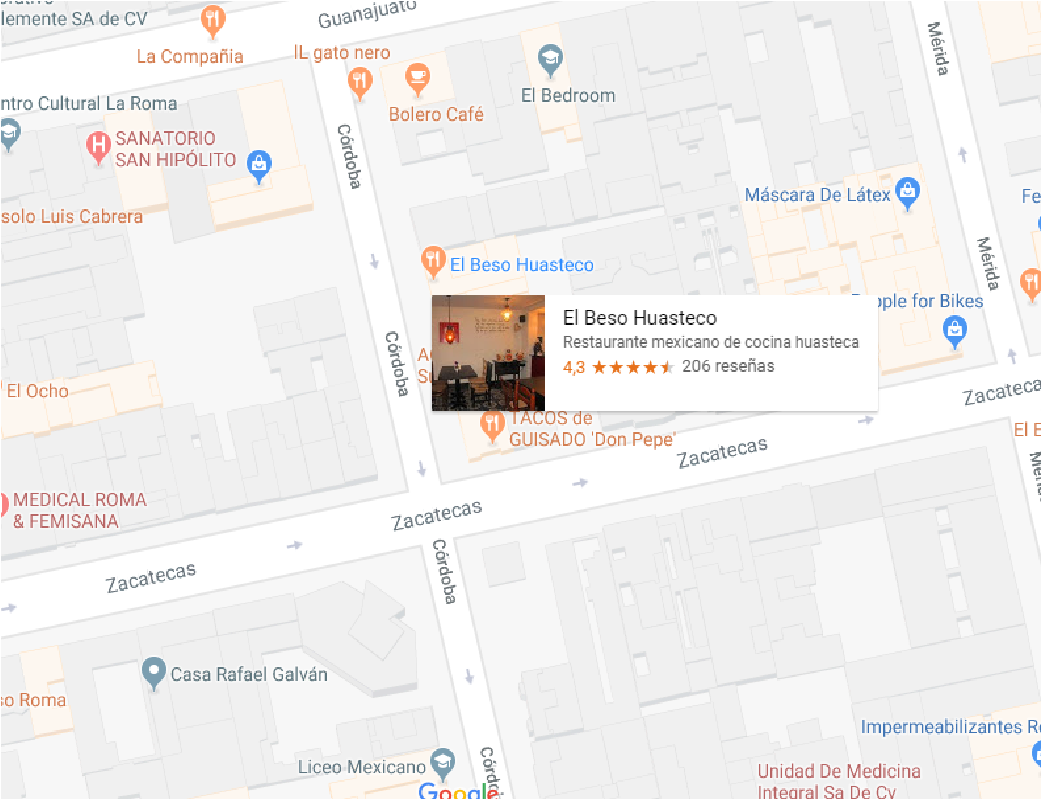 Guanajuato
lemente SA de CV
La Compañia
IL gato nero
Mérida
El Bedroom
ntro Cultural La Roma
Bolero Café
SANATORIO
SAN HIPÓLITO
Córdoba
Máscara De Látex
Fe
solo Luis Cabrera
El Beso Huasteco
Mérida
ople for Bikes
El Beso Huasteco
Restaurante mexicano de cocina huasteca
4,3 206 reseñas
Córdoba
El Ocho
Zacateca
TACOS de
GUISADO 'Don Pepe'
El E
Zacatecas
MEDICAL ROMA
& FEMISANA
Zacatecas
Córdoba
Zacatecas
Casa Rafael Galván
so Roma
Impermeabilizantes Re
Liceo Mexicano
Córdo
Unidad De Medicina
Integral Sa De Cv
Google